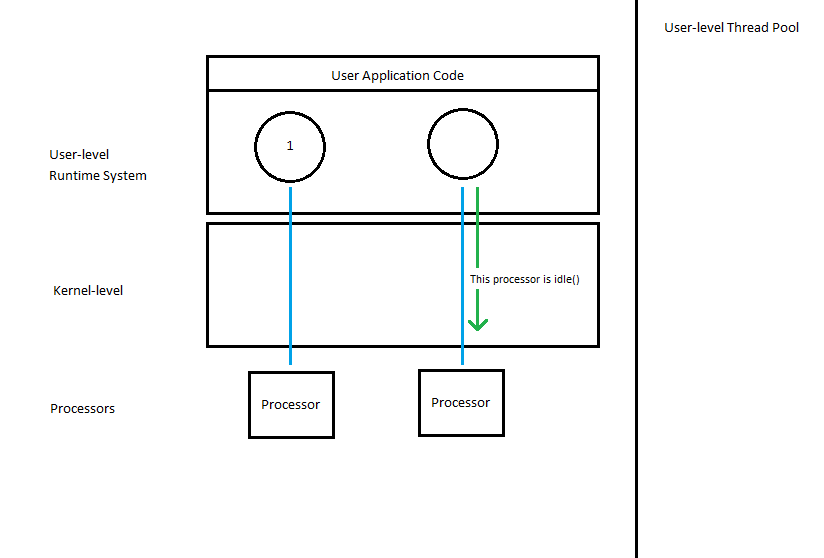 User-level Thread Pool
User Application Code
1
User-level
Runtime System
This processor is idle()
Kernel-level
Processor
Processor
Processors